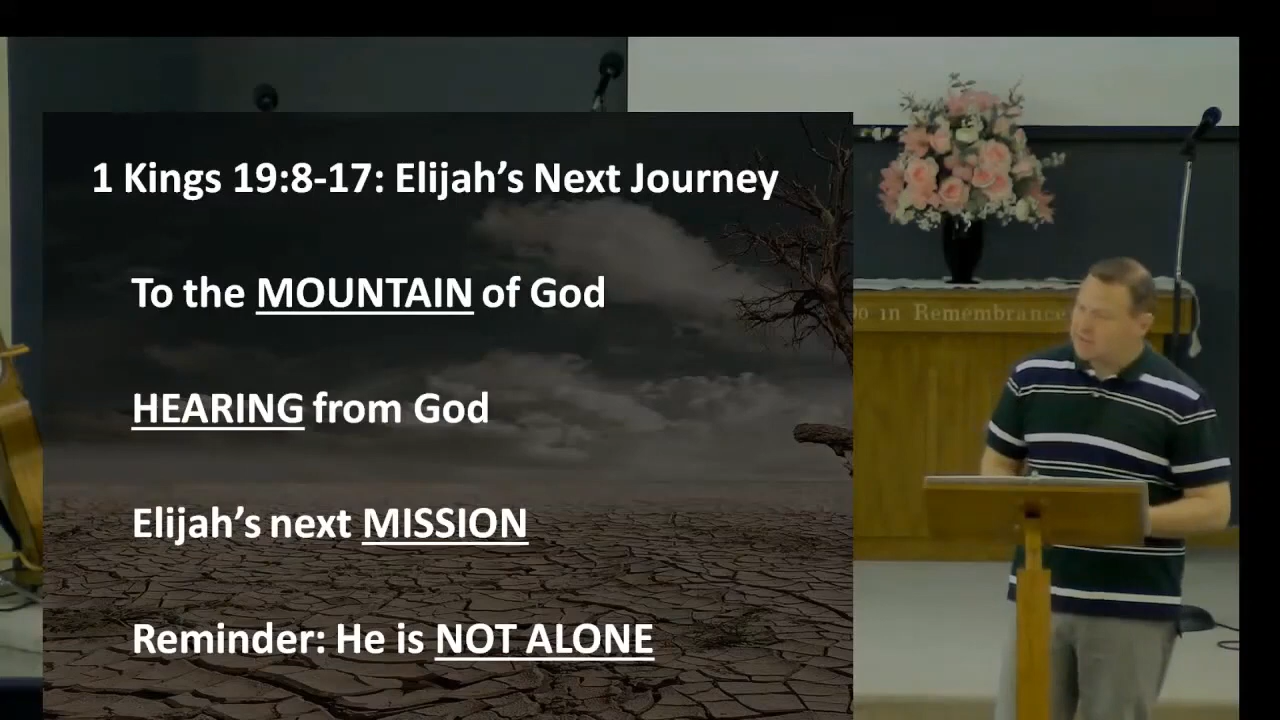 1 Kings 19:8-17: Elijah’s Next Journey
To the MOUNTAIN of God
HEARING from God
Elijah’s next MISSION
Reminder: He is NOT ALONE
Do in Remembrance